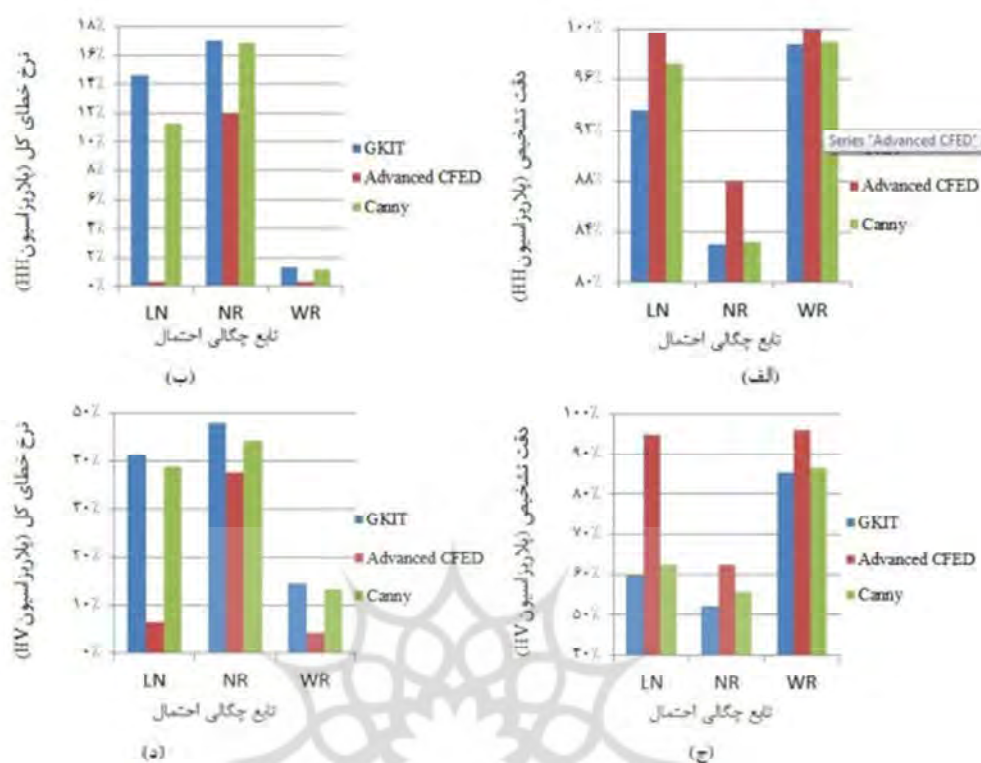 دقت تشخیص (پلاریزاسیون HH)
۱۰۰٪
۹۶٪
۹۲٪
۸۸٪
۸۴٪
۸۰٪
LN NR WR
تابع چگالی احتمال
Series "Advanced CFED"
Advanced CFED
Canny
(الف)
نرخ خطای کل (پلاریزاسیون HH)
۱۸٪
۱۶٪
۱۴٪
۱۲٪
۱۰٪
۸٪
۶٪
۴٪
۲٪
۰٪
LN NR WR
تابع چگالی احتمال
GKIT
Advanced CFED
Canny
(ب)
دقت تشخیص (پلاریزاسیون HV)
۱۰۰٪
۹۰٪
۸۰٪
۷۰٪
۶۰٪
۵۰٪
۴۰٪
LN NR WR
تابع چگالی احتمال
GKIT
Advanced CFED
Canny
(ج)
نرخ خطای کل (پلاریزاسیون HV)
۵۰٪
۴۰٪
۳۰٪
۲۰٪
۱۰٪
۰٪
LN NR WR
تابع چگالی احتمال
GKIT
Advanced CFED
Canny
(د)